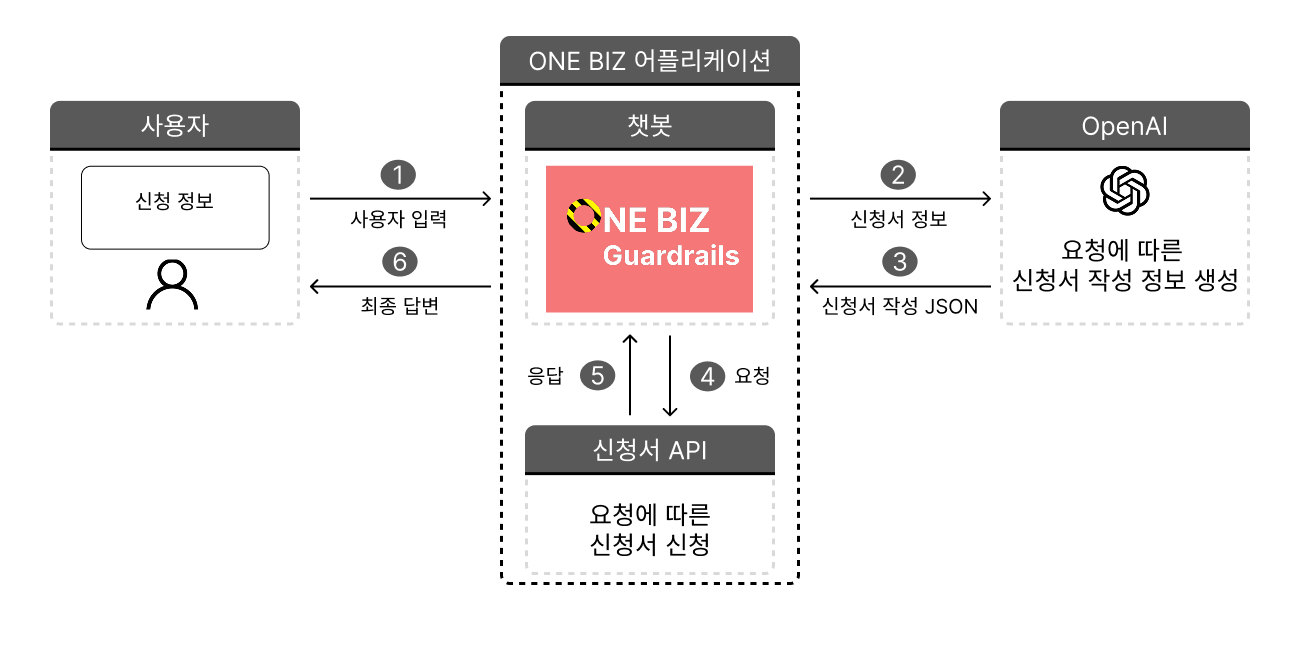 ONE BIZ 어플리케이션
사용자
신청 정보
1
사용자 입력
6
최종 답변
챗봇
ONE BIZ
Guardrails
2
신청서 정보
3
신청서 작성 JSON
OpenAI
요청에 따른
신청서 작성 정보 생성
응답
5
4
요청
신청서 API
요청에 따른
신청서 신청